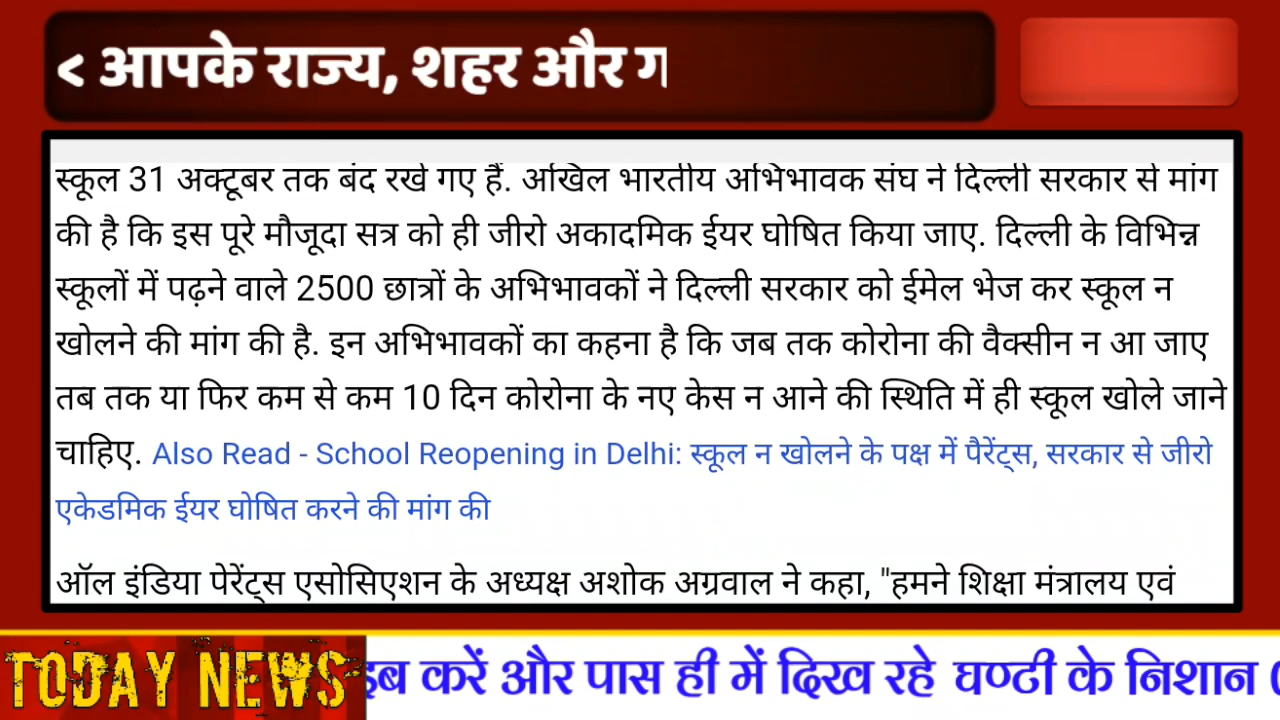 < आपके राज्य, शहर और ग
स्कूल 31 अक्टूबर तक बंद रखे गए हैं. अखिल भारतीय अभिभावक संघ ने दिल्ली सरकार से मांग
की है कि इस पूरे मौजूदा सत्र को ही जीरो अकादमिक ईयर घोषित किया जाए. दिल्ली के विभिन्न
स्कूलों में पढ़ने वाले 2500 छात्रों के अभिभावकों ने दिल्ली सरकार को ईमेल भेज कर स्कूल न
खोलने की मांग की है. इन अभिभावकों का कहना है कि जब तक कोरोना की वैक्सीन न आ जाए
तब तक या फिर कम से कम 10 दिन कोरोना के नए केस न आने की स्थिति में ही स्कूल खोले जाने
चाहिए. Also Read - School Reopening in Delhi: स्कूल न खोलने के पक्ष में पैरेंट्स, सरकार से जीरो
एकेडमिक ईयर घोषित करने की मांग की
ऑल इंडिया पेरेंट्स एसोसिएशन के अध्यक्ष अशोक अग्रवाल ने कहा, "हमने शिक्षा मंत्रालय एवं
TODAY NEWS
करें और पास ही में दिख रहे घण्टी के निशान (